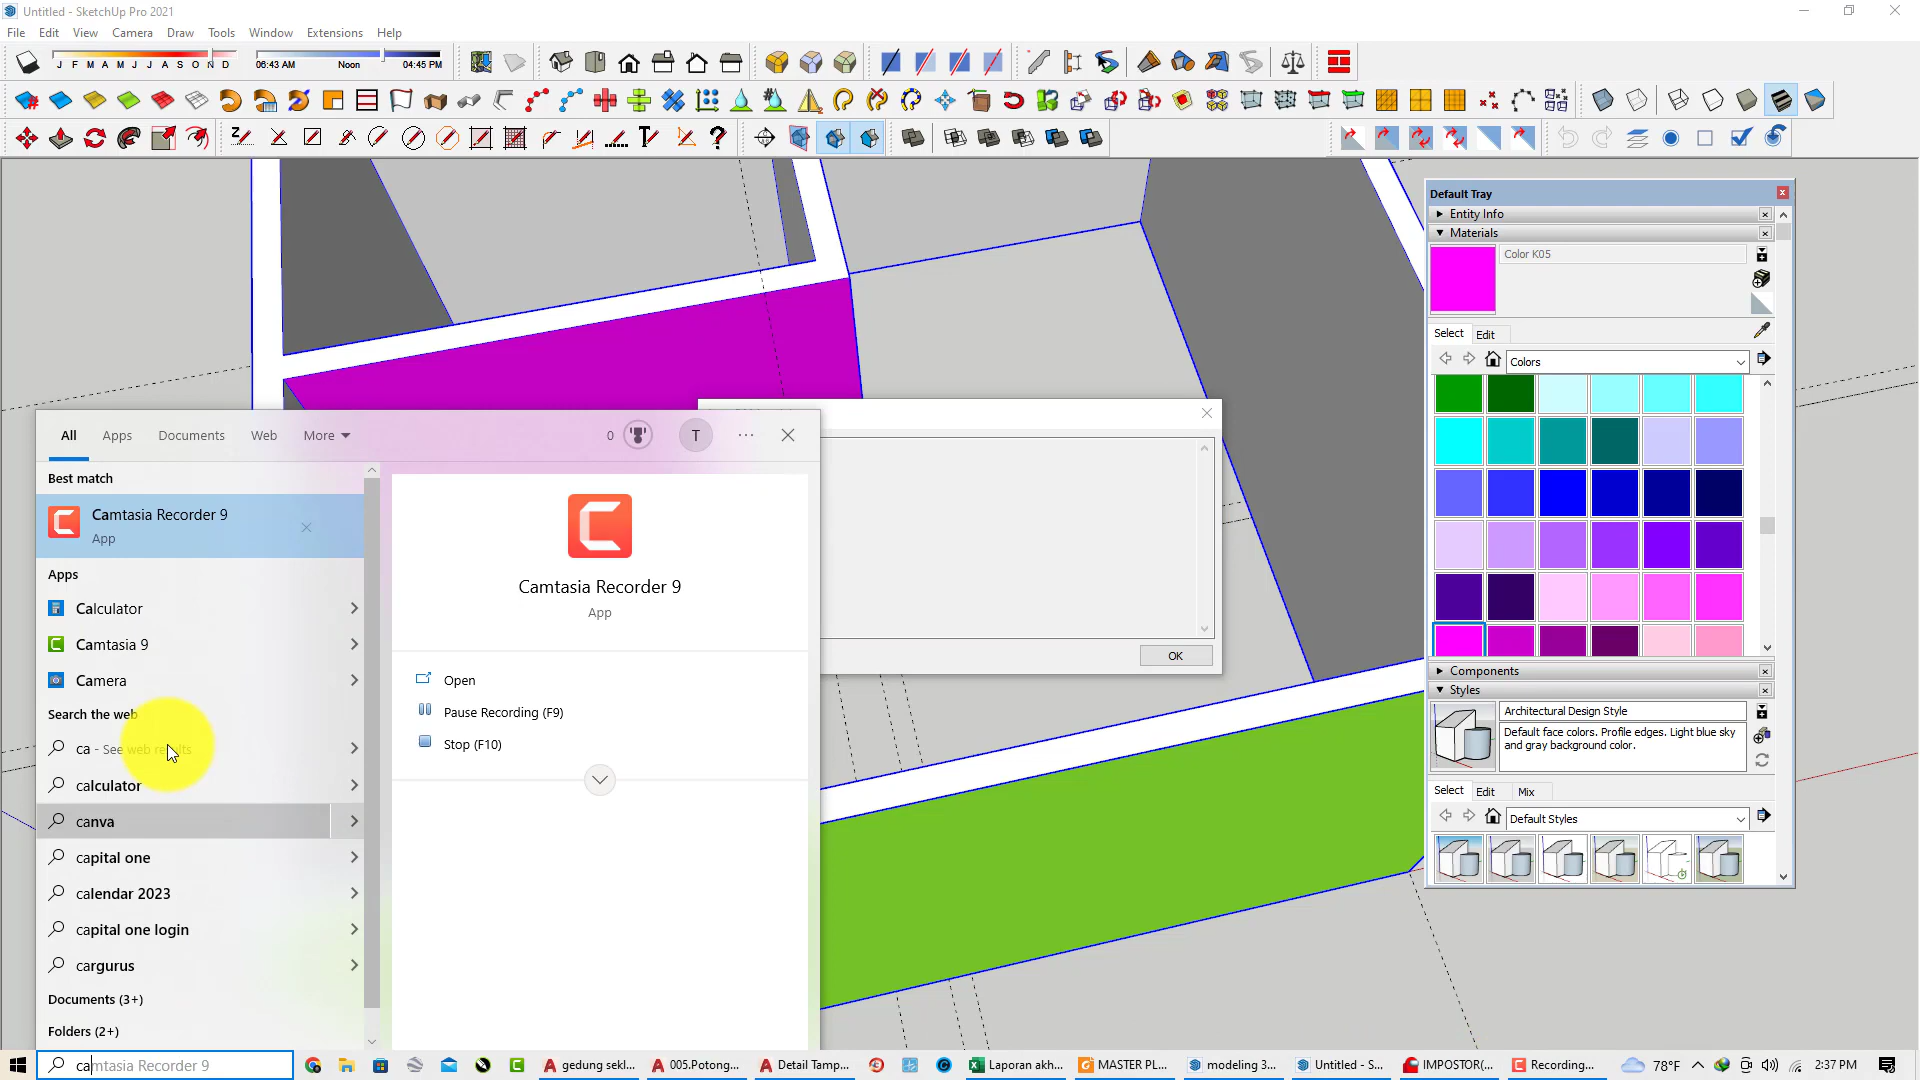 Untitled - SketchUp Pro 2021
File Edit View Camera Draw Tools Window Extensions Help
J F M A M J J A S O N D 06:43 AM Noon 04:45 PM
Default Tray
Entity Info
Materials
Color K05
Select Edit
Colors
Components
Styles
Architectural Design Style
Default face colors. Profile edges. Light blue sky
and gray background color.
Select Edit Mix
Default Styles
OK
All Apps Documents Web More 0 T
Best match
Camtasia Recorder 9
App
Apps
Calculator
Camtasia 9
Camera
Search the web
ca - See web results
calculator
canva
capital one
calendar 2023
capital one login
cargurus
Documents (3+)
Folders (2+)
Camtasia Recorder 9
App
Open
Pause Recording (F9)
Stop (F10)
camtasia Recorder 9
gedung sekl...
005.Potong...
Detail Tamp...
Laporan akh...
MASTER PL...
modeling 3...
Untitled - S...
IMPOSTOR(...
Recording...
78°F
2:37 PM